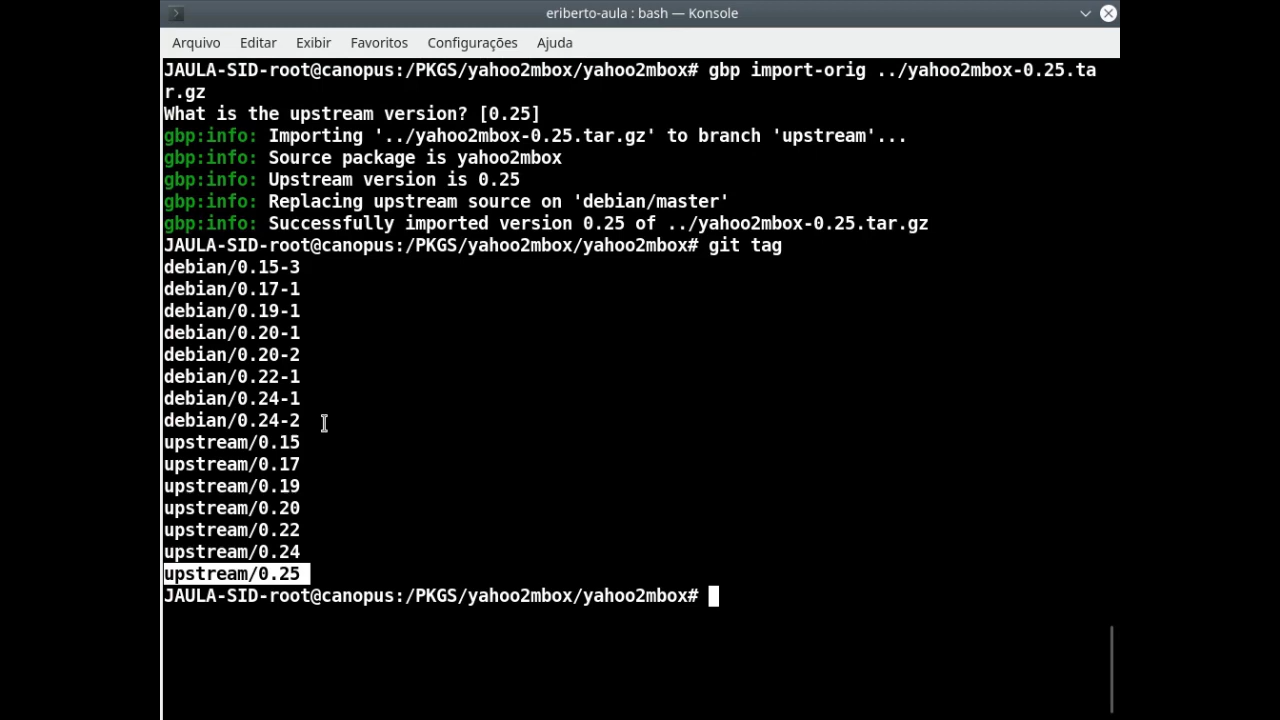 eriberto-aula : bash — Konsole
Arquivo Editar Exibir Favoritos Configurações Ajuda
JAULA-SID-root@canopus:/PKGS/yahoo2mbox/yahoo2mbox# gbp import-orig ../yahoo2mbox-0.25.ta
r.gz
What is the upstream version? [0.25]
gbp:info: Importing '../yahoo2mbox-0.25.tar.gz' to branch 'upstream'...
gbp:info: Source package is yahoo2mbox
gbp:info: Upstream version is 0.25
gbp:info: Replacing upstream source on 'debian/master'
gbp:info: Successfully imported version 0.25 of ../yahoo2mbox-0.25.tar.gz
JAULA-SID-root@canopus:/PKGS/yahoo2mbox/yahoo2mbox# git tag
debian/0.15-3
debian/0.17-1
debian/0.19-1
debian/0.20-1
debian/0.20-2
debian/0.22-1
debian/0.24-1
debian/0.24-2
upstream/0.15
upstream/0.17
upstream/0.19
upstream/0.20
upstream/0.22
upstream/0.24
upstream/0.25
JAULA-SID-root@canopus:/PKGS/yahoo2mbox/yahoo2mbox#